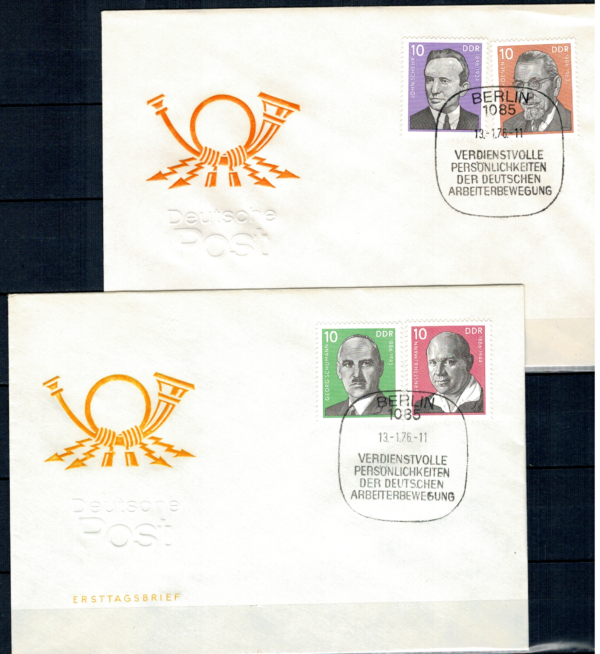 10 DDR
10 DDR
BERLIN
1085
13.-1.76.-11
VERDIENSTVOLLE
PERSÖNLICHKEITEN
DER DEUTSCHEN
ARBEITERBEWEGUNG
Deutsche
Post
10 DDR
GEORG SCHUMANN
10 DDR
BERLIN
1085
13.-1.76.-11
VERDIENSTVOLLE
PERSÖNLICHKEITEN
DER DEUTSCHEN
ARBEITERBEWEGUNG
Deutsche
Post
ERSTTAGSBRIEF